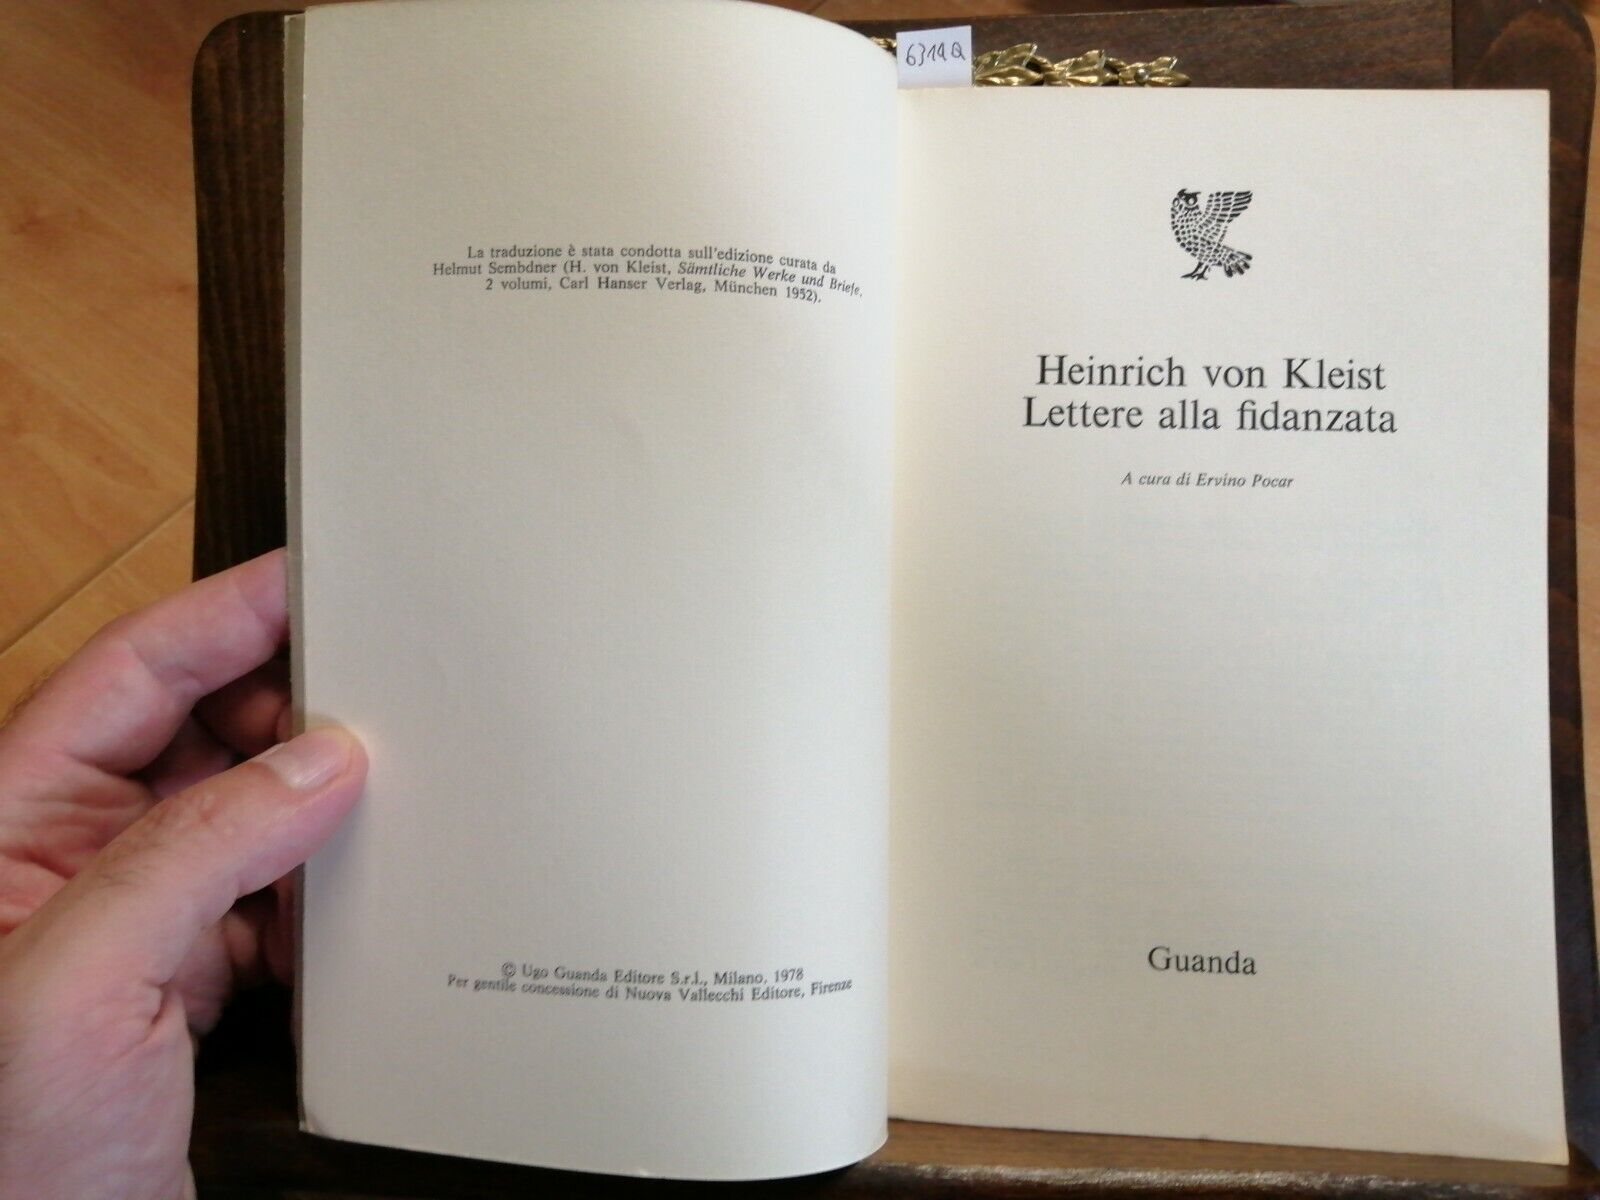 La traduzione è stata condotta sull'edizione curata da
Helmut Sembdner (H. von Kleist, Sämtliche Werke und Briefe,
2 volumi, Carl Hanser Verlag, München 1952).
© Ugo Guanda Editore S.r.l., Milano, 1978
Per gentile concessione di Nuova Vallecchi Editore, Firenze
6314Q
Heinrich von Kleist
Lettere alla fidanzata
A cura di Ervino Pocar
Guanda